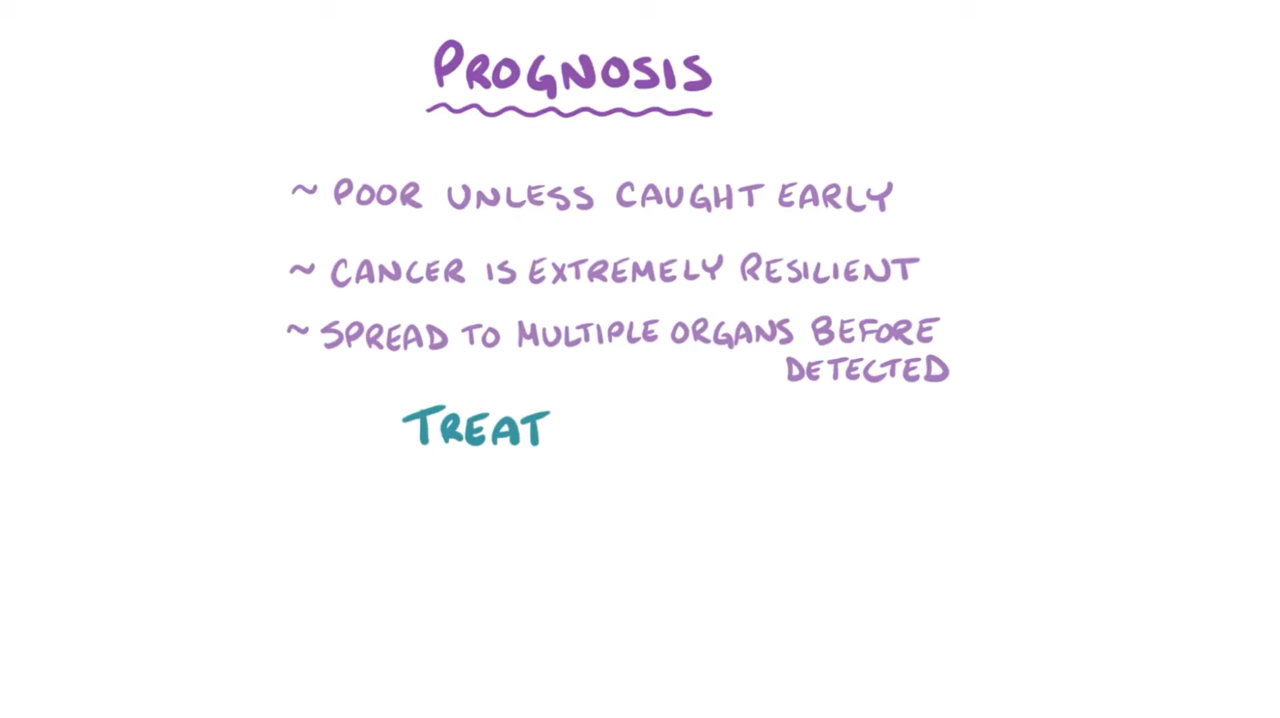 PROGNOSIS
~ POOR UNLESS CAUGHT EARLY
~ CANCER IS EXTREMELY RESILIENT
~ SPREAD TO MULTIPLE ORGANS BEFORE
DETECTED
TREAT